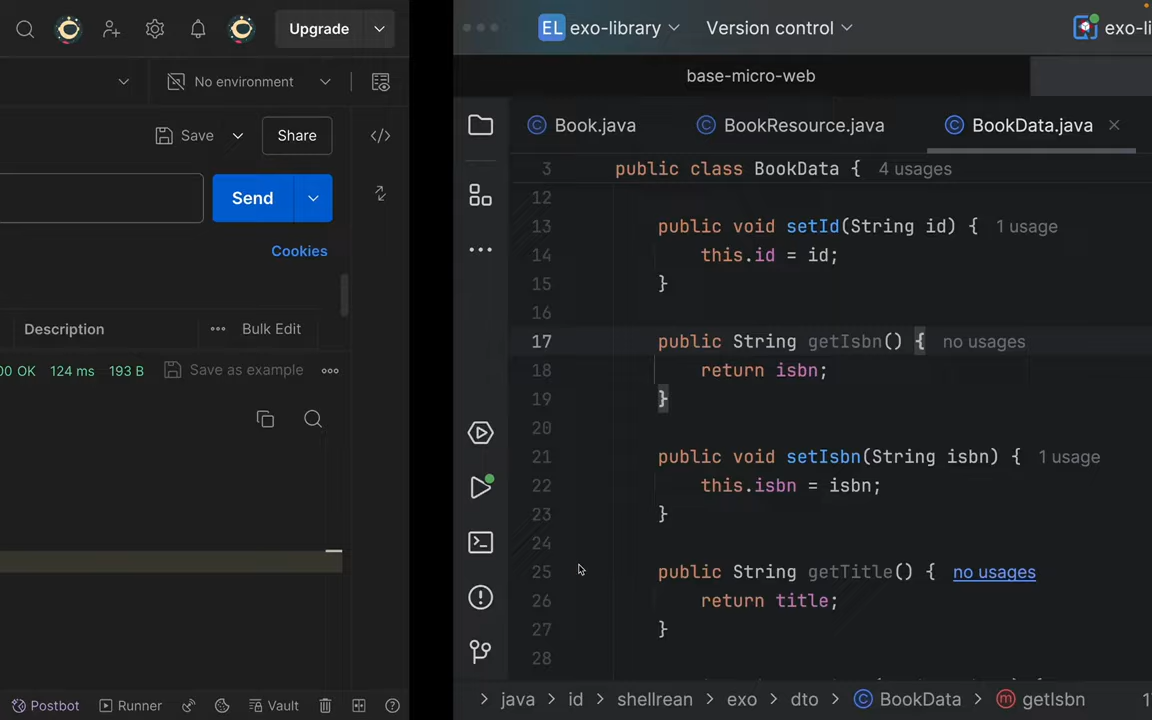 Upgrade
No environment
Save
Share
Send
Cookies
Description
Bulk Edit
00 OK 124 ms 193 B Save as example
Postbot Runner Vault
EL exo-library Version control exo-li
base-micro-web
Book.java BookResource.java BookData.java
3 public class BookData { 4 usages
12
13 public void setId(String id) { 1 usage
14 this.id = id;
15 }
16
17 public String getIsbn() { no usages
18 return isbn;
19 }
20
21 public void setIsbn(String isbn) { 1 usage
22 this.isbn = isbn;
23 }
24
25 public String getTitle() { no usages
26 return title;
27 }
28
java id shellrean exo dto BookData getIsbn